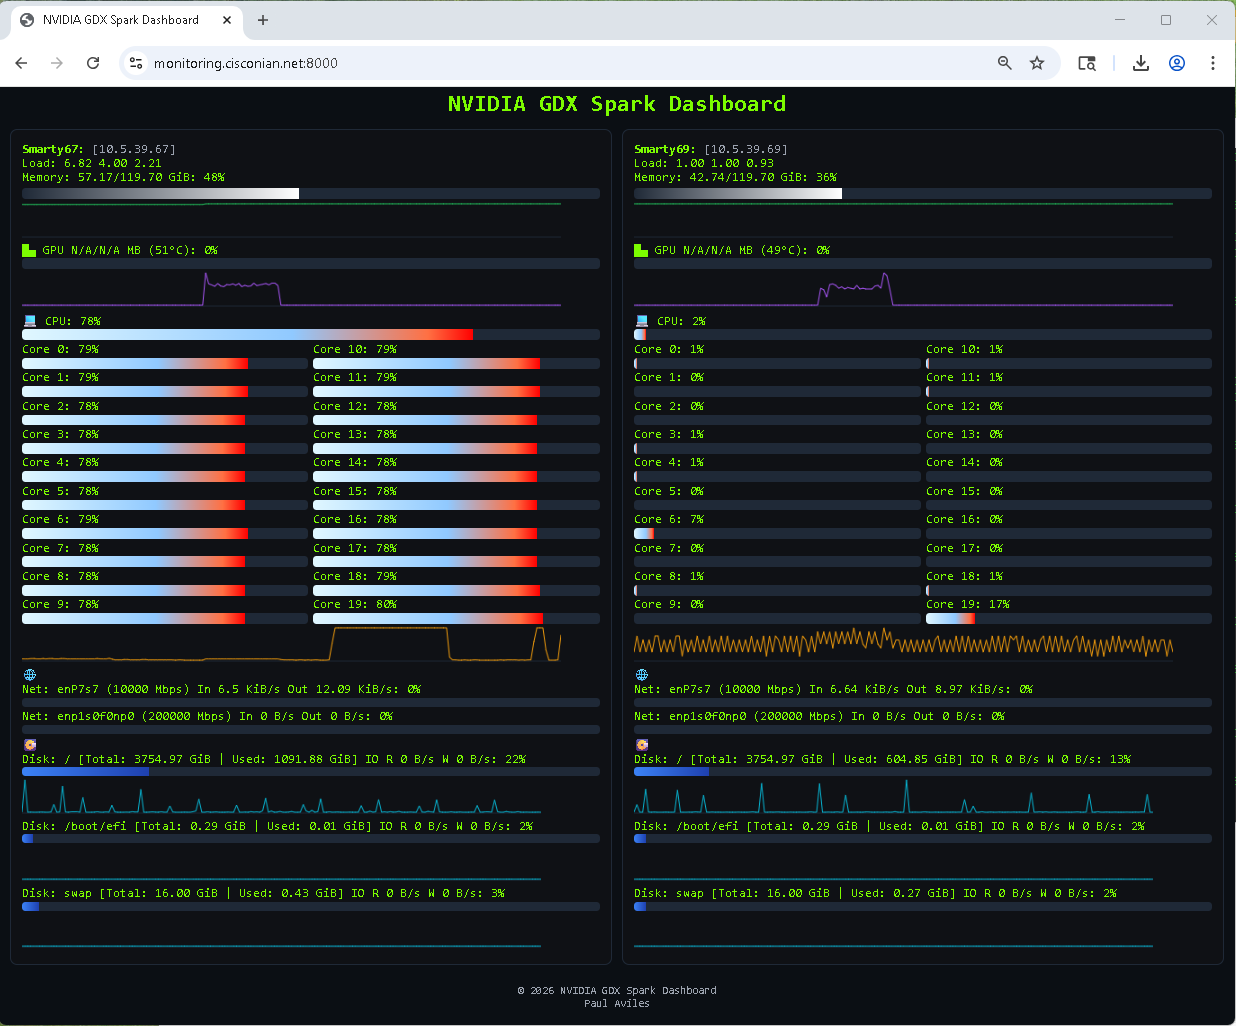 NVIDIA GDX Spark Dashboard
monitoring.cisconian.net:8000
NVIDIA GDX Spark Dashboard
Smarty67: [10.5.39.67]
Load: 6.82 4.00 2.21
Memory: 57.17/119.70 GiB: 48%
GPU N/A/N/A MB (51°C): 0%
CPU: 78%
Core 0: 79%
Core 10: 79%
Core 1: 79%
Core 11: 79%
Core 2: 78%
Core 12: 78%
Core 3: 78%
Core 13: 78%
Core 4: 78%
Core 14: 78%
Core 5: 78%
Core 15: 78%
Core 6: 79%
Core 16: 78%
Core 7: 78%
Core 17: 78%
Core 8: 78%
Core 18: 79%
Core 9: 78%
Core 19: 80%
Net: enP7s7 (10000 Mbps) In 6.5 KiB/s Out 12.09 KiB/s: 0%
Net: enp1s0f0np0 (200000 Mbps) In 0 B/s Out 0 B/s: 0%
Disk: / [Total: 3754.97 GiB | Used: 1091.88 GiB] IO R 0 B/s W 0 B/s: 22%
Disk: /boot/efi [Total: 0.29 GiB | Used: 0.01 GiB] IO R 0 B/s W 0 B/s: 2%
Disk: swap [Total: 16.00 GiB | Used: 0.43 GiB] IO R 0 B/s W 0 B/s: 3%
Smarty69: [10.5.39.69]
Load: 1.00 1.00 0.93
Memory: 42.74/119.70 GiB: 36%
GPU N/A/N/A MB (49°C): 0%
CPU: 2%
Core 0: 1%
Core 10: 1%
Core 1: 0%
Core 11: 1%
Core 2: 0%
Core 12: 0%
Core 3: 1%
Core 13: 0%
Core 4: 1%
Core 14: 0%
Core 5: 0%
Core 15: 0%
Core 6: 7%
Core 16: 0%
Core 7: 0%
Core 17: 0%
Core 8: 1%
Core 18: 1%
Core 9: 0%
Core 19: 17%
Net: enP7s7 (10000 Mbps) In 6.64 KiB/s Out 8.97 KiB/s: 0%
Net: enp1s0f0np0 (200000 Mbps) In 0 B/s Out 0 B/s: 0%
Disk: / [Total: 3754.97 GiB | Used: 604.85 GiB] IO R 0 B/s W 0 B/s: 13%
Disk: /boot/efi [Total: 0.29 GiB | Used: 0.01 GiB] IO R 0 B/s W 0 B/s: 2%
Disk: swap [Total: 16.00 GiB | Used: 0.27 GiB] IO R 0 B/s W 0 B/s: 2%
© 2026 NVIDIA GDX Spark Dashboard
Paul Aviles